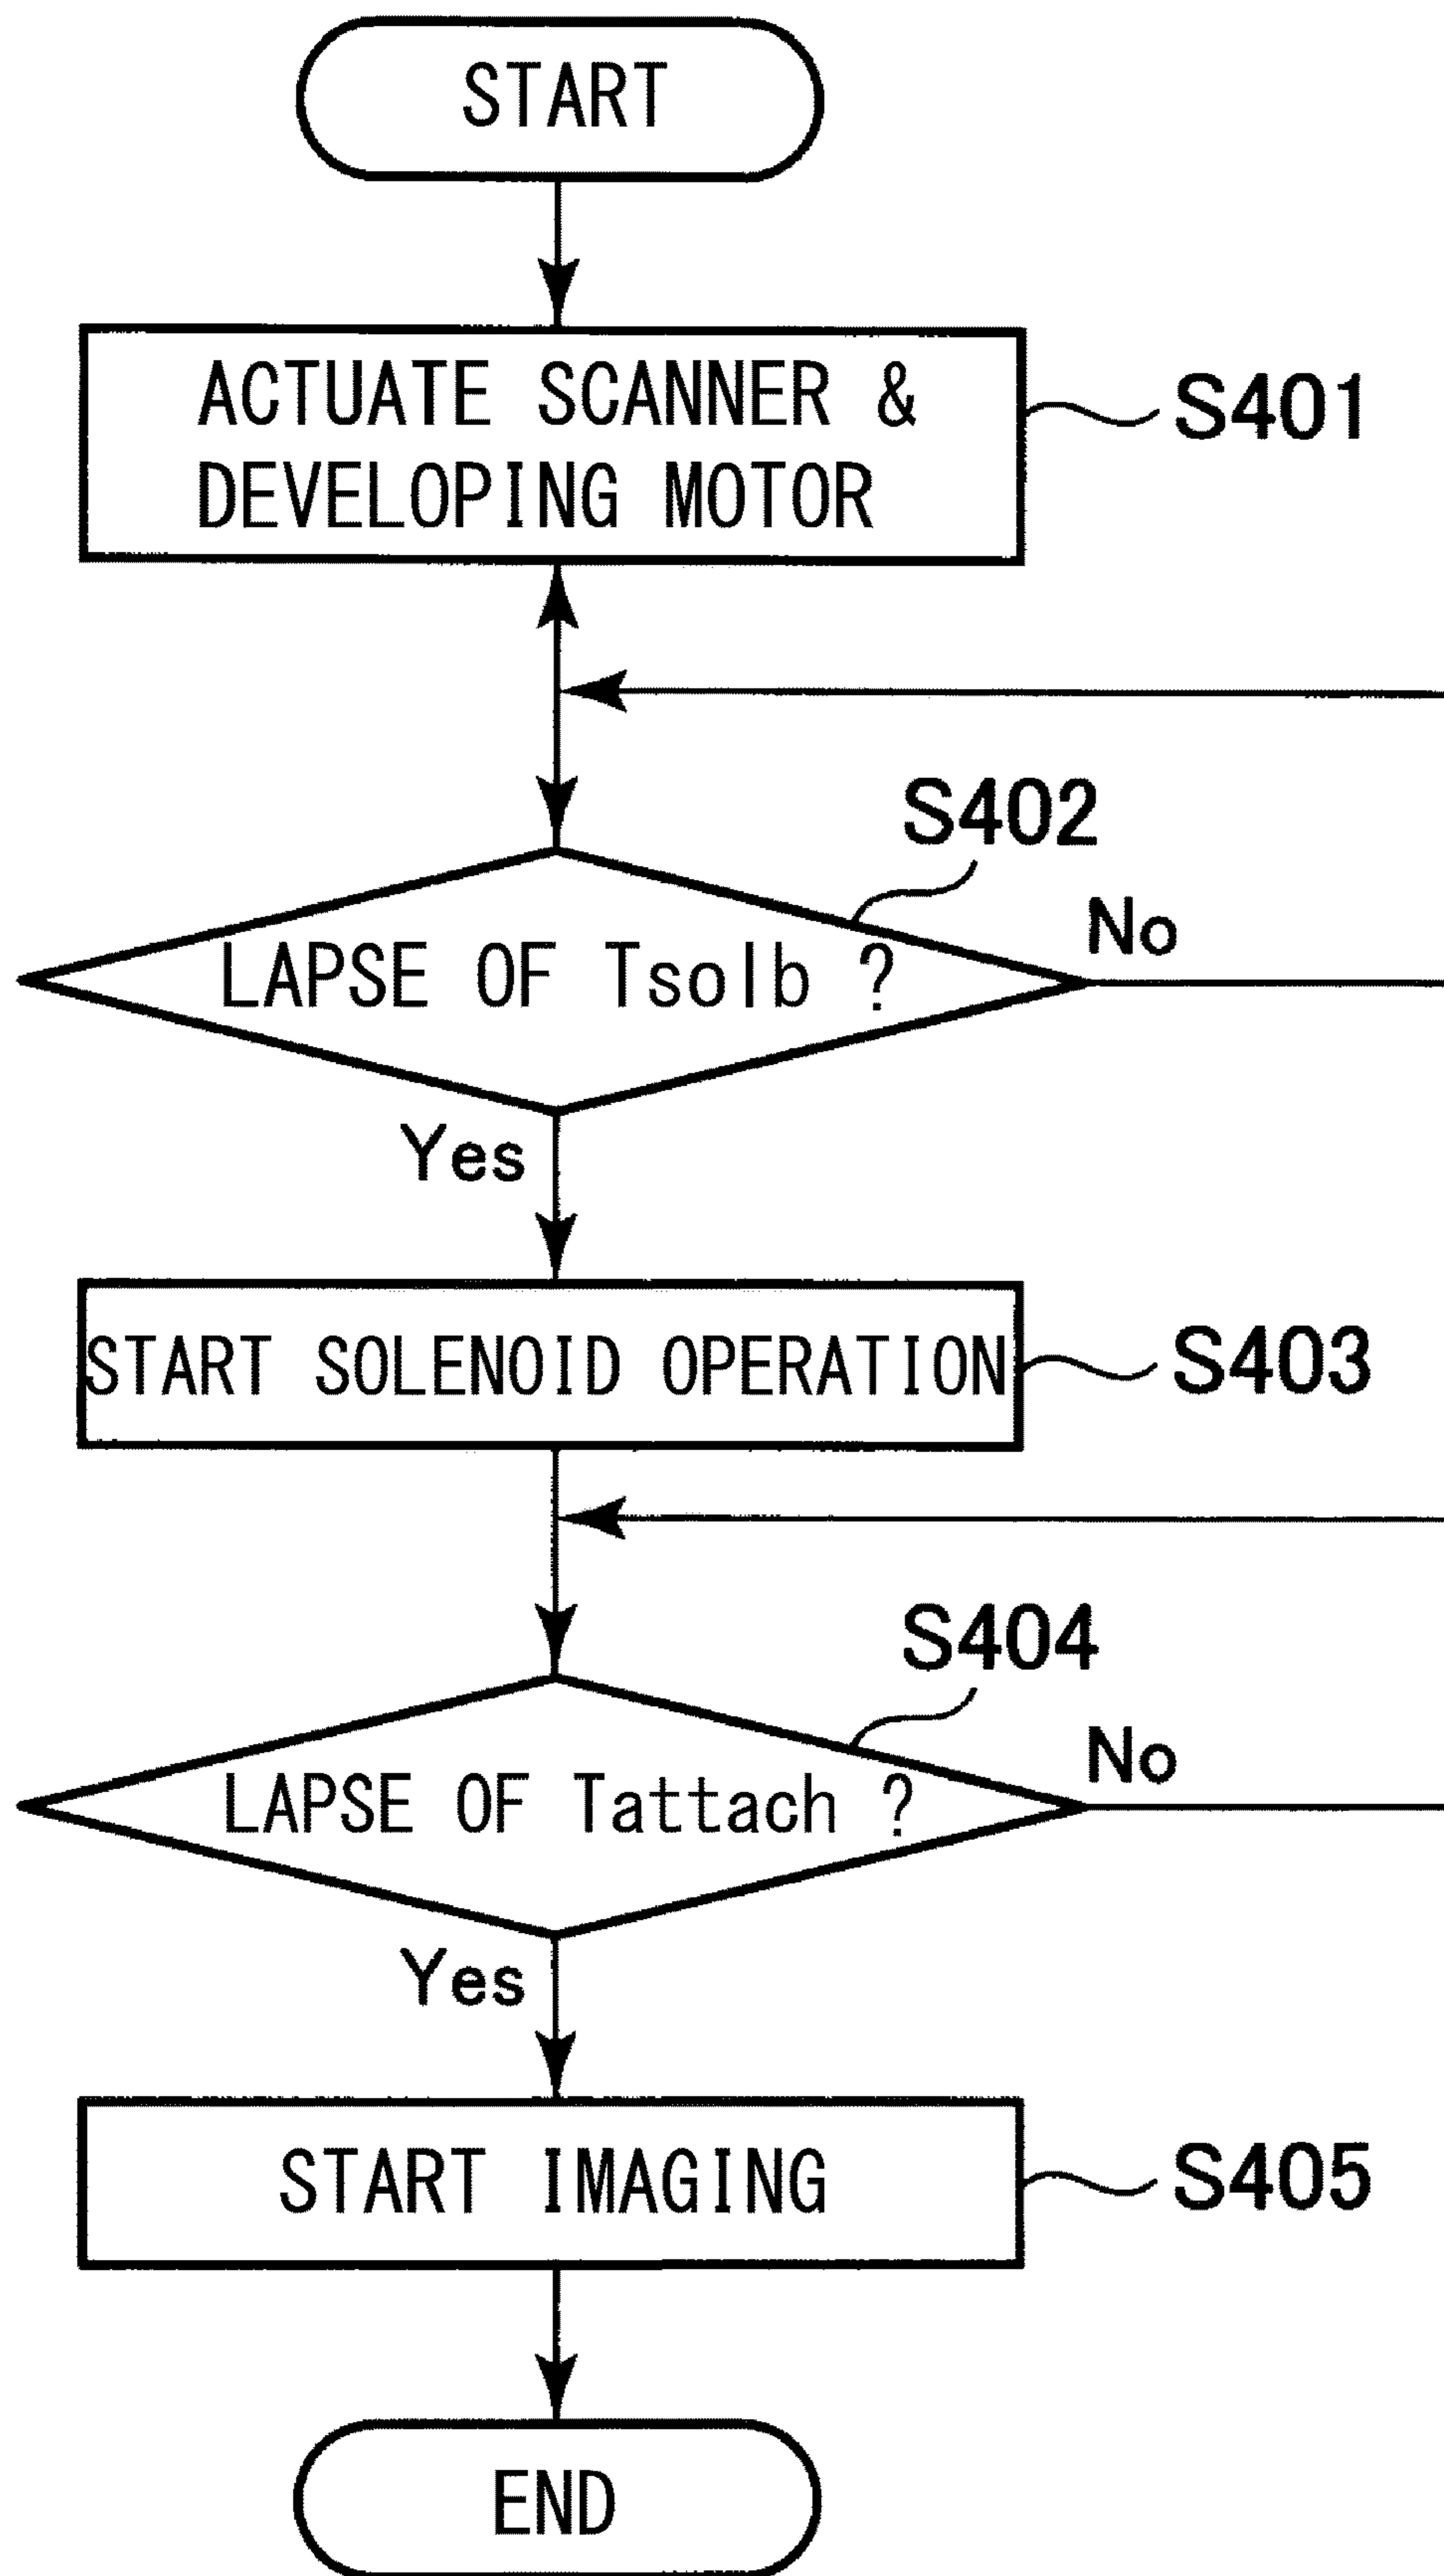 START
ACTUATE SCANNER &
DEVELOPING MOTOR
S401
S402
LAPSE OF Tsolb ?
No
Yes
START SOLENOID OPERATION
S403
S404
LAPSE OF Tattach ?
No
Yes
START IMAGING
S405
END